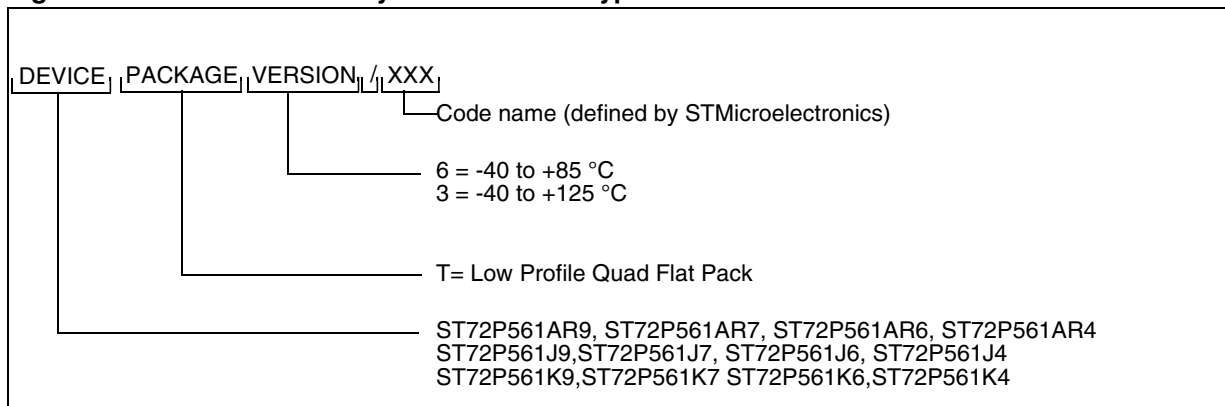 DEVICE PACKAGE VERSION / XXX
Code name (defined by STMicroelectronics)
6 = -40 to +85 °C
3 = -40 to +125 °C
T= Low Profile Quad Flat Pack
ST72P561AR9, ST72P561AR7, ST72P561AR6, ST72P561AR4
ST72P561J9,ST72P561J7, ST72P561J6, ST72P561J4
ST72P561K9,ST72P561K7 ST72P561K6,ST72P561K4